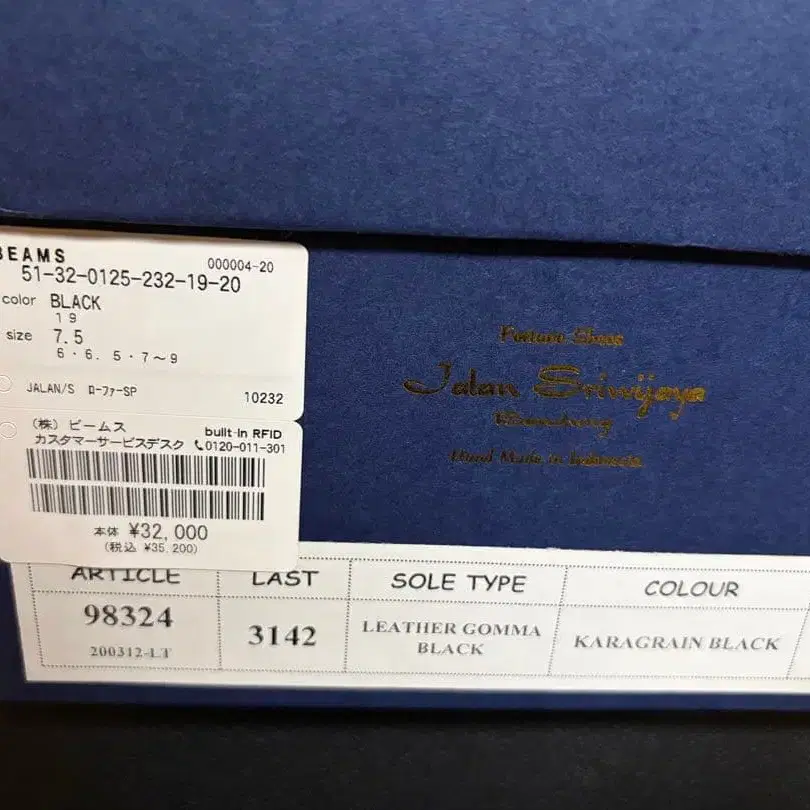 BEAMS
000004-20
51-32-0125-232-19-20
color BLACK
19
size 7.5
6・6.5・7～9
JALAN/S ﾛｰﾌｧｰSP
10232
(株) ビームス
built-in RFID
カスタマーサービスデスク 0120-011-301
本体 ¥32,000
(税込 ¥35,200)
Jalan Sriwijaya
Bandung
Hand Made in Indonesia.
ARTICLE LAST SOLE TYPE COLOUR
98324 3142 LEATHER GOMMA KARAGRAIN BLACK
200312-LT BLACK